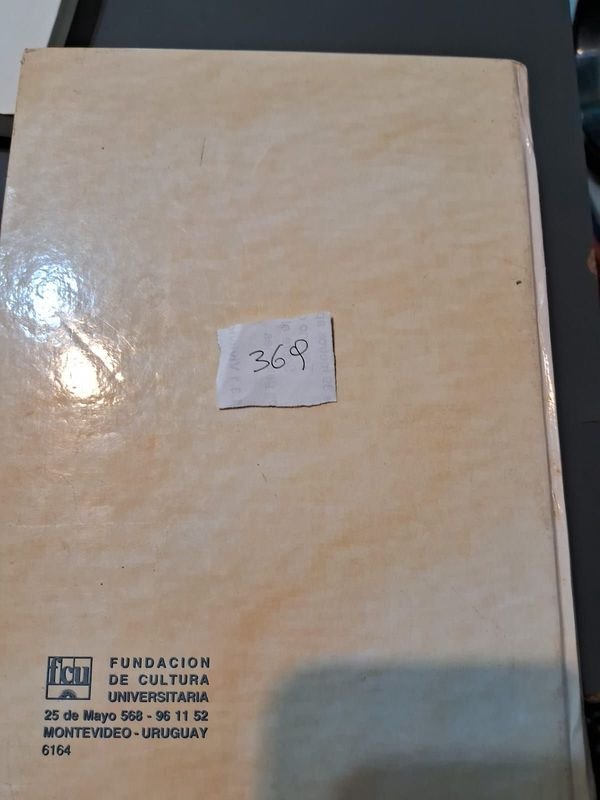 369
fcu
FUNDACION
DE CULTURA
UNIVERSITARIA
25 de Mayo 568 - 96 11 52
MONTEVIDEO - URUGUAY
6164